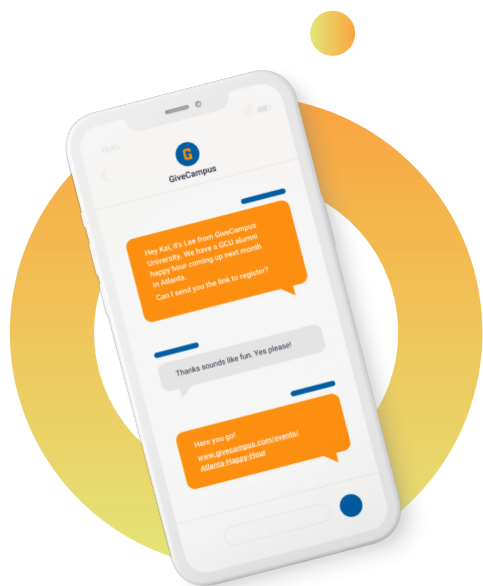 G
GiveCampus
Hey Kai, it's Lee from GiveCampus
University. We have a GCU alumni
happy hour coming up next month
in Atlanta.
Can I send you the link to register?
Thanks sounds like fun. Yes please!
Here you go!
www.givecampus.com/events/
Atlanta-Happy-Hour